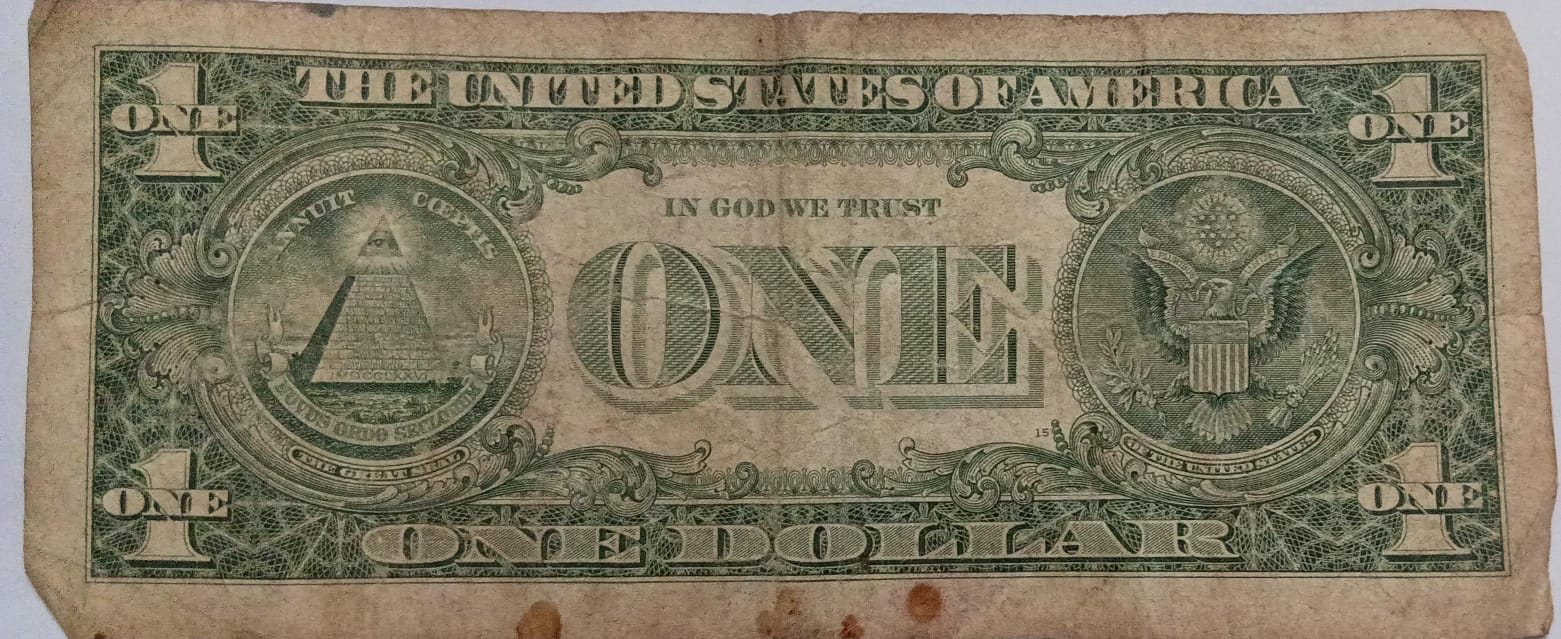 THE UNITED STATES OF AMERICA
1
ONE
1
ONE
ANNUIT COEPTIS
IN GOD WE TRUST
ONE
MDCCLXXVI
NOVUS ORDO SECLORUM
THE GREAT SEAL
OF THE UNITED STATES
15
1
ONE
1
ONE
ONE DOLLAR